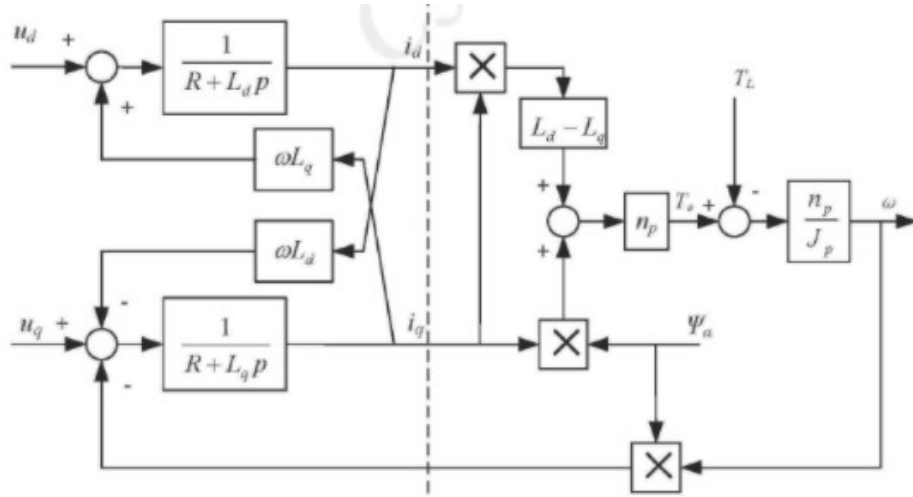 u_d + 1 / (R + L_d p) i_d × T_L
+ L_d − L_q
ωL_q + n_p T_e + - n_p / J_p ω
ωL_d +
-
u_q + 1 / (R + L_q p) i_q × Ψ_a
-
×